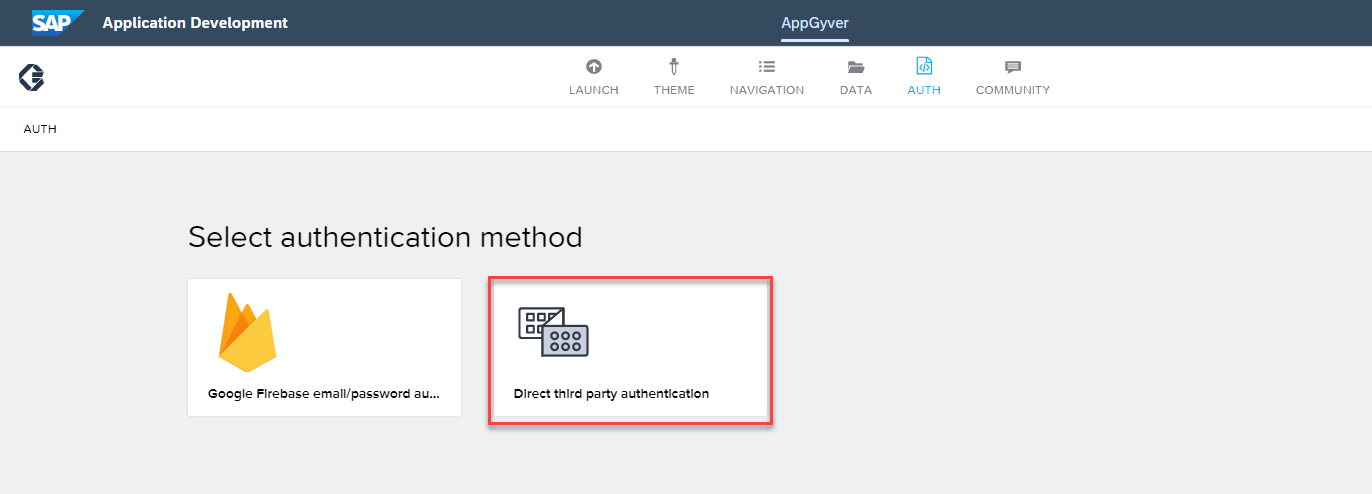 SAP Application Development AppGyver
LAUNCH THEME NAVIGATION DATA AUTH COMMUNITY
AUTH
Select authentication method
Google Firebase email/password au... Direct third party authentication